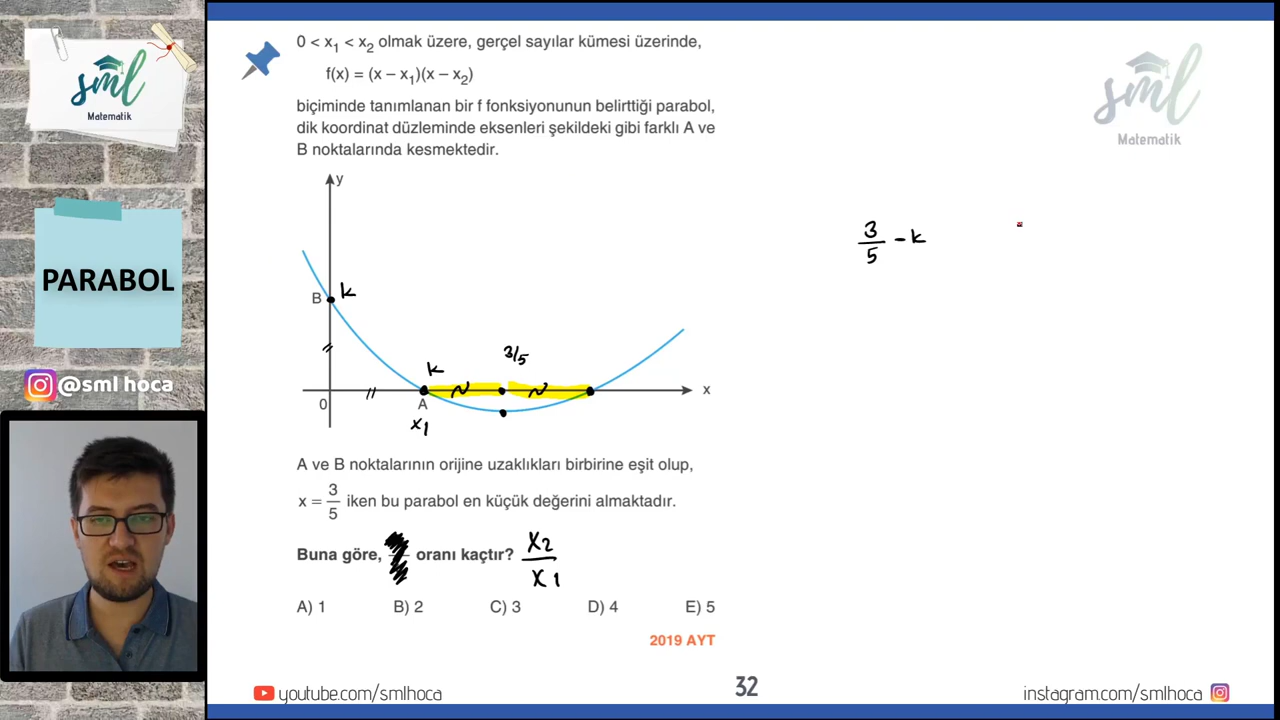 sml
Matematik
PARABOL
@sml hoca
0 < x₁ < x₂ olmak üzere, gerçel sayılar kümesi üzerinde,
f(x) = (x – x₁)(x – x₂)
biçiminde tanımlanan bir f fonksiyonunun belirttiği parabol,
dik koordinat düzleminde eksenleri şekildeki gibi farklı A ve
B noktalarında kesmektedir.
y
B k
k 3/5
0 A x
x₁
A ve B noktalarının orijine uzaklıkları birbirine eşit olup,
x = 3/5 iken bu parabol en küçük değerini almaktadır.
Buna göre, oranı kaçtır? x₂/x₁
A) 1 B) 2 C) 3 D) 4 E) 5
2019 AYT
sml
Matematik
3/5 – k
youtube.com/smlhoca 32 instagram.com/smlhoca